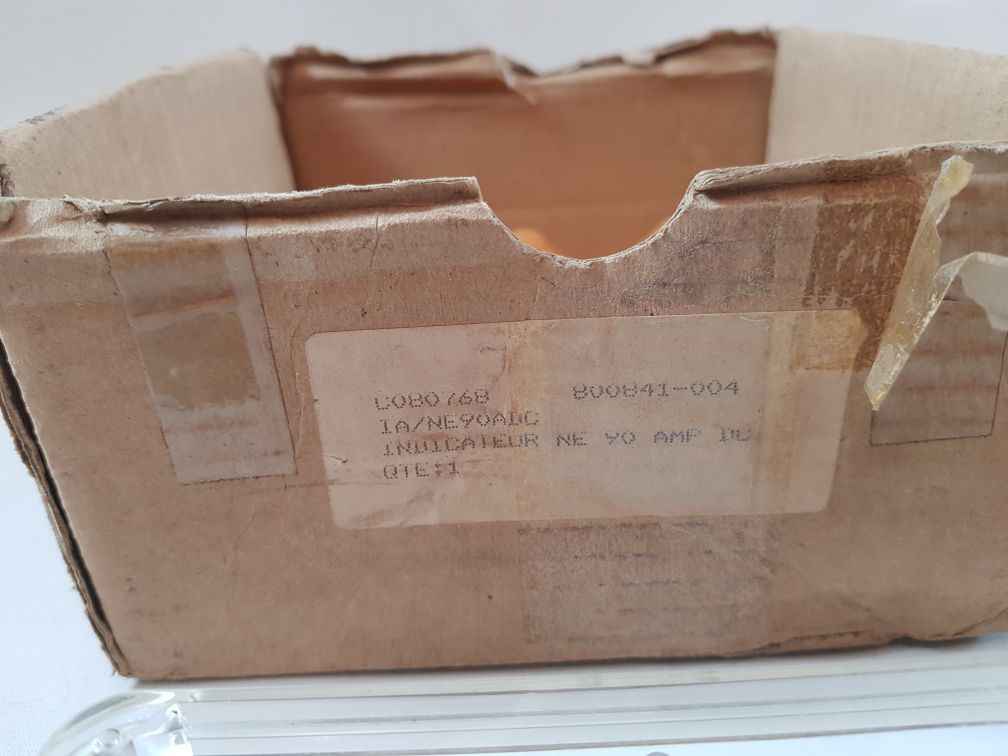 C080768 800841-004
IA/NE90ADC
INDICATEUR NE 90 AMP DC
QTE:1